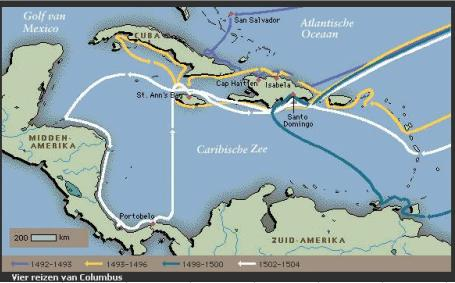 Golf van
Mexico
San Salvador
Atlantische
Oceaan
CUBA
Cap Haïtien
Isabela
St. Ann's Bay
Santo
Domingo
MIDDEN-
AMERIKA
Caribische Zee
Portobelo
200 km
ZUID-AMERIKA
1492-1493
1493-1496
1498-1500
1502-1504
Vier reizen van Columbus